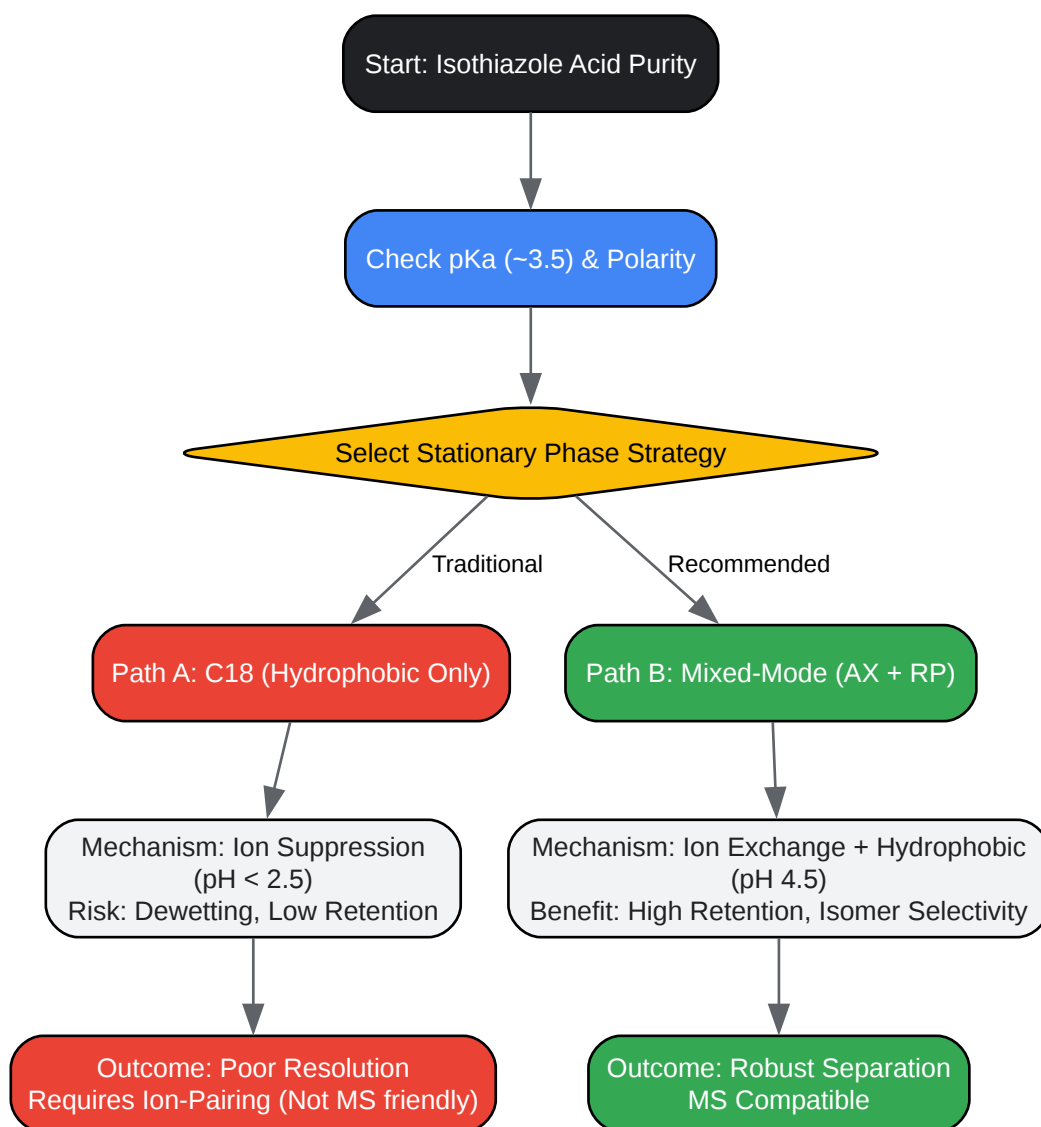 Start: Isothiazole Acid Purity
Check pKa (~3.5) & Polarity
Select Stationary Phase Strategy
Traditional
Recommended
Path A: C18 (Hydrophobic Only)
Path B: Mixed-Mode (AX + RP)
Mechanism: Ion Suppression
(pH < 2.5)
Risk: Dewetting, Low Retention
Mechanism: Ion Exchange + Hydrophobic
(pH 4.5)
Benefit: High Retention, Isomer Selectivity
Outcome: Poor Resolution
Requires Ion-Pairing (Not MS friendly)
Outcome: Robust Separation
MS Compatible